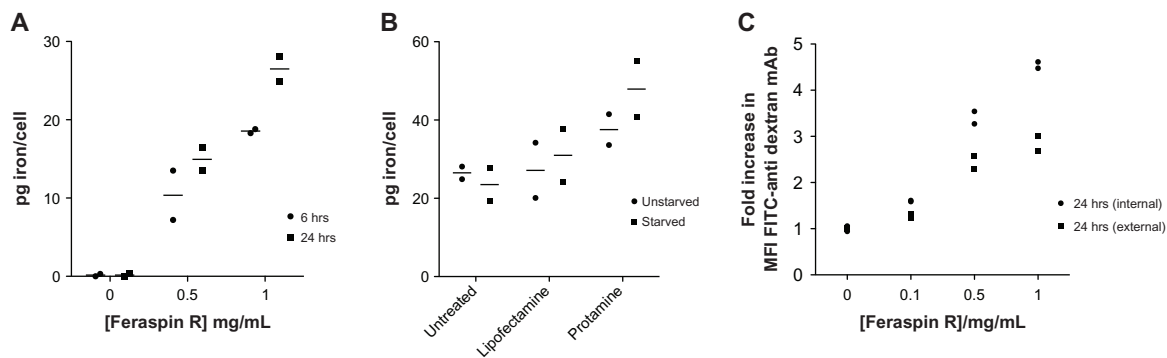 A
pg iron/cell
30
20
10
0
0
0.5
1
[Feraspin R] mg/mL
6 hrs
24 hrs
B
pg iron/cell
60
40
20
0
Untreated
Lipofectamine
Protamine
Unstarved
Starved
C
Fold increase in
MFI FITC-anti dextran mAb
5
4
3
2
1
0
0
0.1
0.5
1
[Feraspin R]/mg/mL
24 hrs (internal)
24 hrs (external)